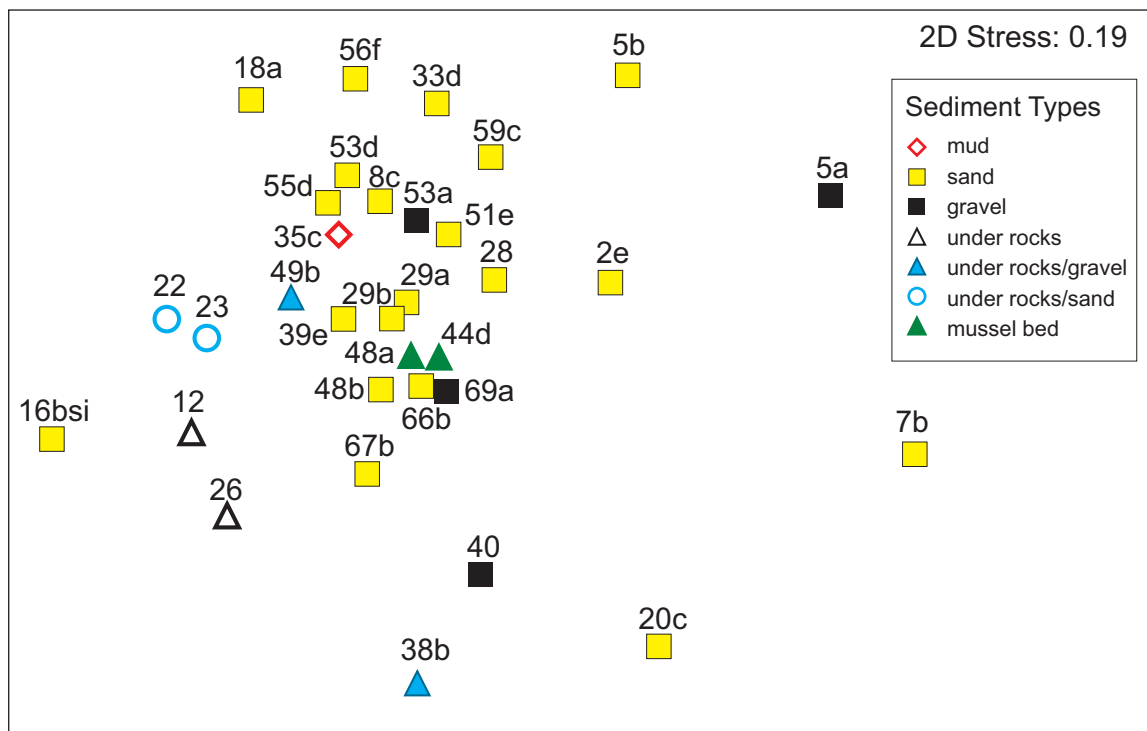 2D Stress: 0.19
56f
5b
18a
33d
59c
53d
8c
53a
5a
55d
51e
35c
28
2e
49b
29a
22
29b
23
39e
44d
48a
48b
69a
16bsi
12
66b
7b
67b
26
40
20c
38b
Sediment Types
mud
sand
gravel
under rocks
under rocks/gravel
under rocks/sand
mussel bed